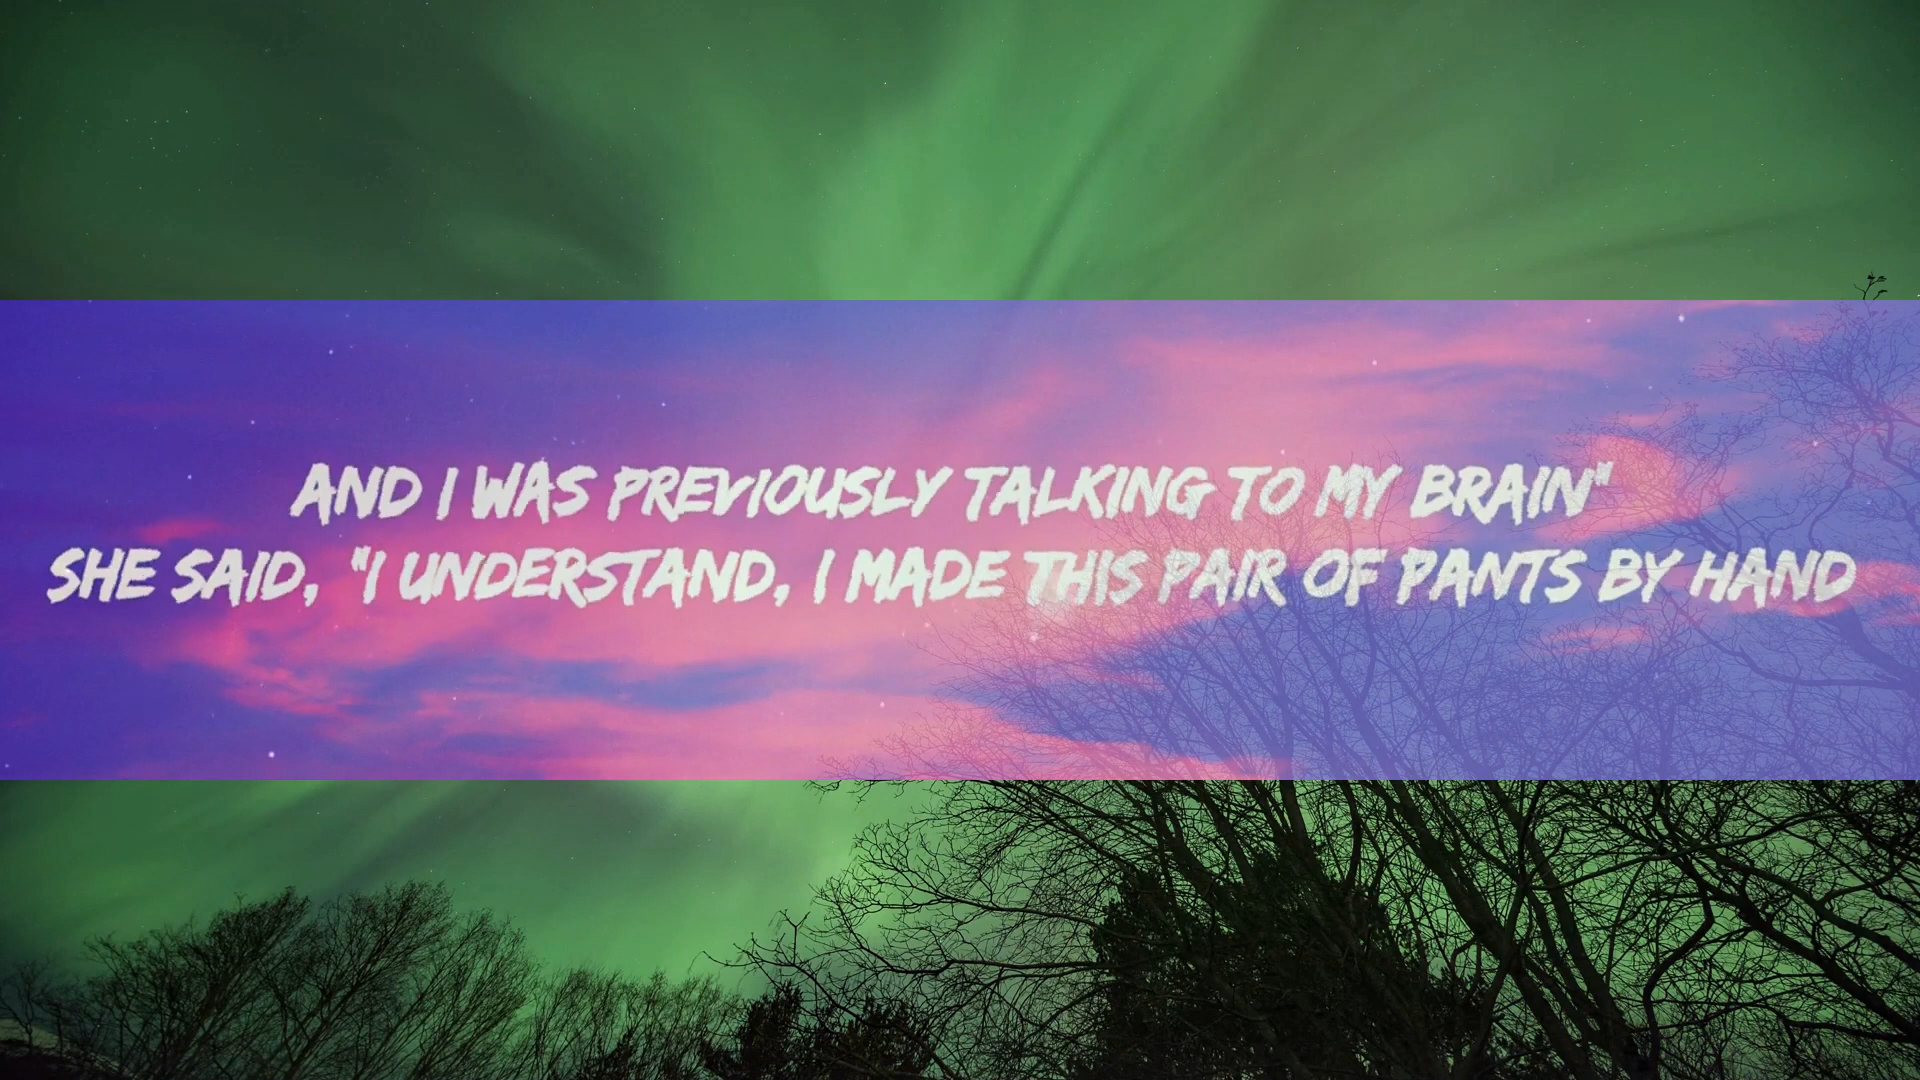 AND I WAS PREVIOUSLY TALKING TO MY BRAIN"
SHE SAID, "I UNDERSTAND, I MADE THIS PAIR OF PANTS BY HAND